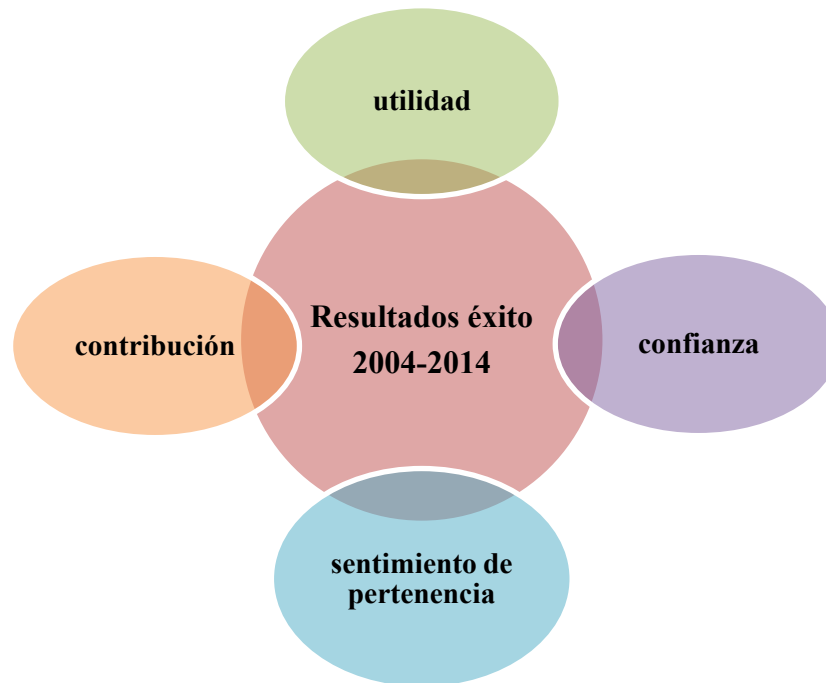 utilidad
contribución
Resultados éxito
2004-2014
confianza
sentimiento de
pertenencia